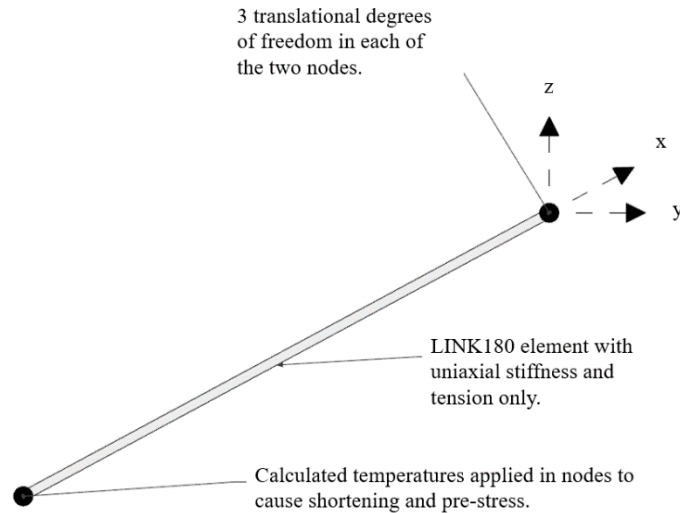 3 translational degrees
of freedom in each of
the two nodes.
z
x
y
LINK180 element with
uniaxial stiffness and
tension only.
Calculated temperatures applied in nodes to
cause shortening and pre-stress.